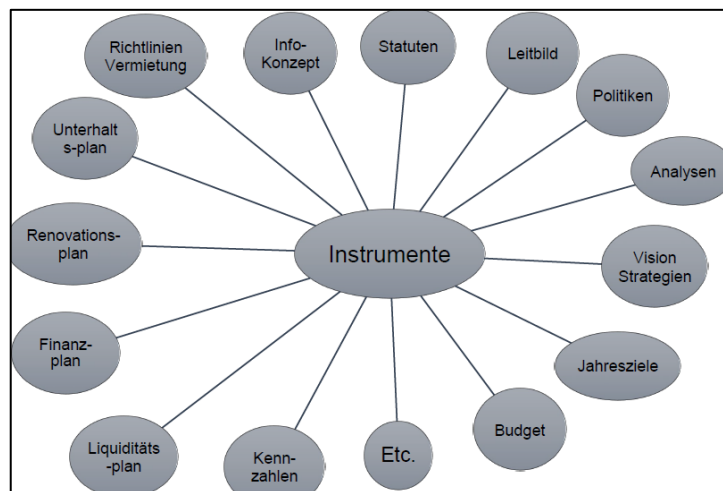 Richtlinien
Vermietung
Info-
Konzept
Statuten
Leitbild
Politiken
Analysen
Vision
Strategien
Jahresziele
Budget
Etc.
Kenn-
zahlen
Liquiditäts
-plan
Finanz-
plan
Renovations-
plan
Unterhalt
s-plan
Instrumente